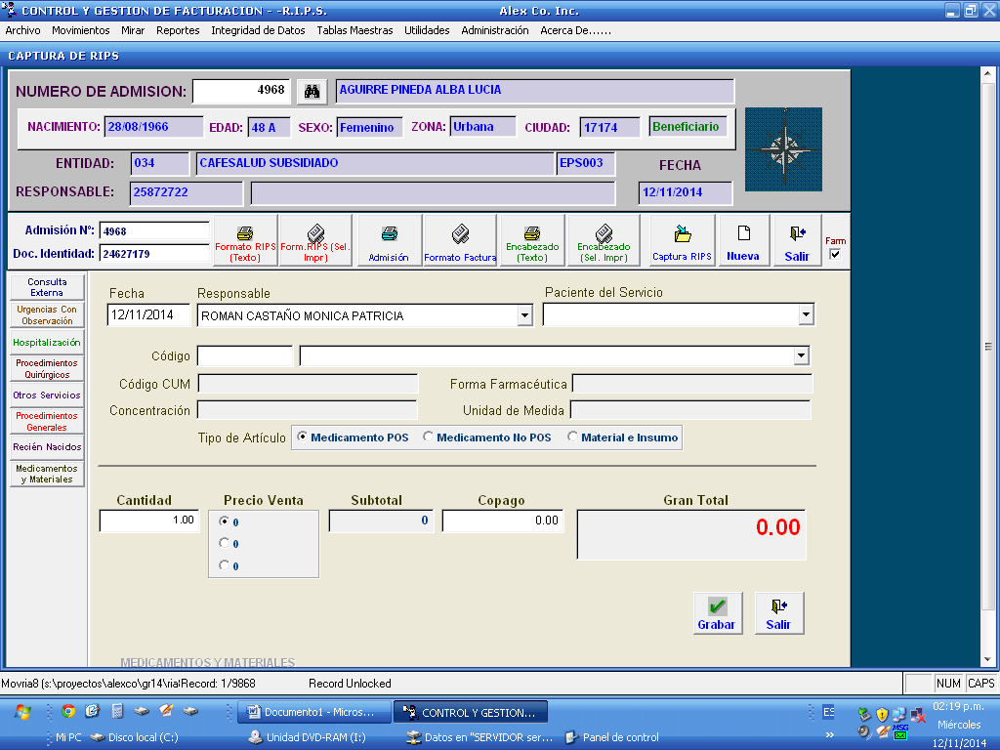 CONTROL Y GESTION DE FACTURACION - -R.I.P.S. Alex Co. Inc.
Archivo Movimientos Mirar Reportes Integridad de Datos Tablas Maestras Utilidades Administración Acerca De......
CAPTURA DE RIPS
NUMERO DE ADMISION: 4968 AGUIRRE PINEDA ALBA LUCIA
NACIMIENTO: 28/08/1966 EDAD: 48 A SEXO: Femenino ZONA: Urbana CIUDAD: 17174 Beneficiario
ENTIDAD: 034 CAFESALUD SUBSIDIADO EPS003 FECHA
RESPONSABLE: 25872722 12/11/2014
Admisión Nº: 4968
Doc. Identidad: 24627179
Formato RIPS
(Texto)
Form.RIPS (Sel.
Impr)
Admisión
Formato Factura
Encabezado
(Texto)
Encabezado
(Sel. Impr)
Captura RIPS
Nueva
Salir
Farm
Consulta
Externa
Urgencias Con
Observación
Hospitalización
Procedimientos
Quirúrgicos
Otros Servicios
Procedimientos
Generales
Recién Nacidos
Medicamentos
y Materiales
Fecha Responsable Paciente del Servicio
12/11/2014 ROMAN CASTAÑO MONICA PATRICIA
Código
Código CUM Forma Farmacéutica
Concentración Unidad de Medida
Tipo de Artículo Medicamento POS Medicamento No POS Material e Insumo
Cantidad Precio Venta Subtotal Copago Gran Total
1.00 0 0 0.00 0.00
0
0
Grabar Salir
MEDICAMENTOS Y MATERIALES
Movria8 (s:\proyectos\alexco\gr14\ria\Record: 1/9868 Record Unlocked NUM CAPS
Documento1 - Micros... CONTROL Y GESTION... ES 02:19 p.m.
Miércoles
MSG
Mi PC Disco local (C:) Unidad DVD-RAM (I:) Datos en "SERVIDOR ser... Panel de control » 12/11/2014